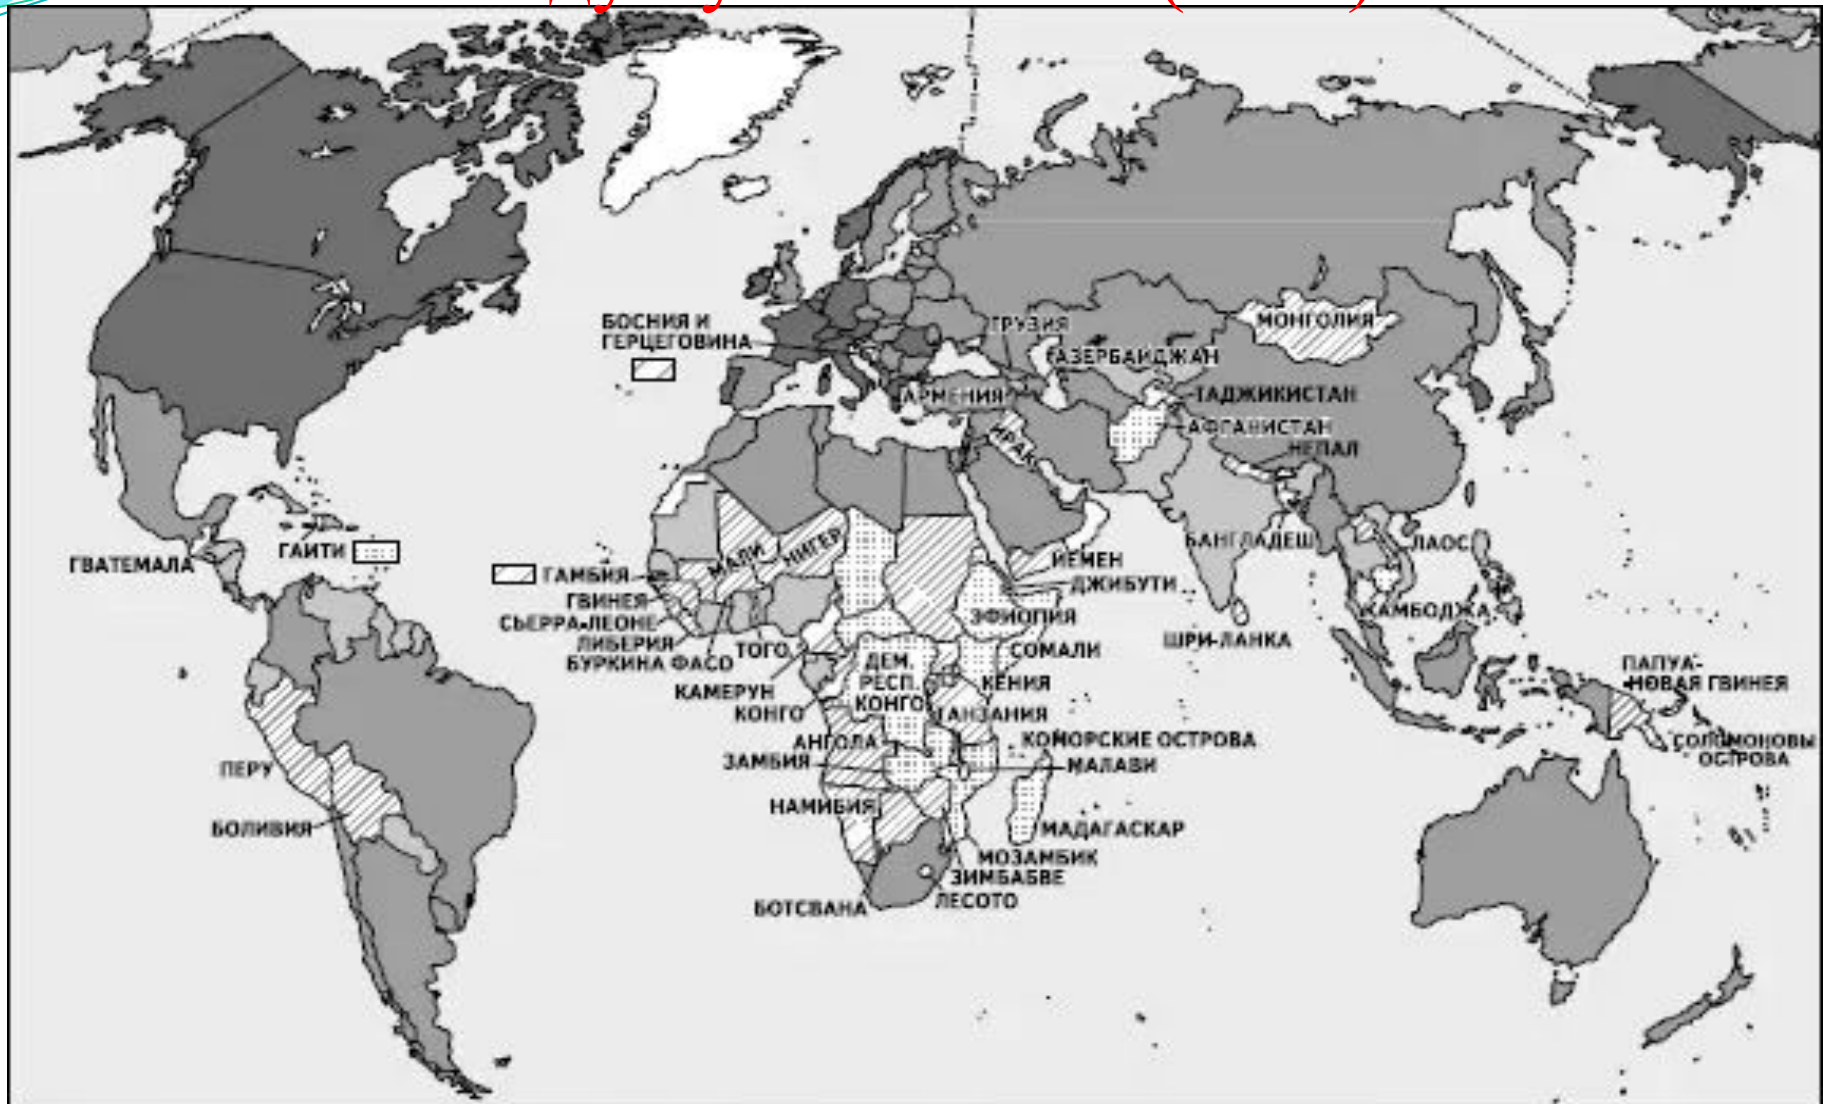 БОСНИЯ И
ГЕРЦЕГОВИНА
ГРУЗИЯ
АЗЕРБАЙДЖАН
АРМЕНИЯ
ТАДЖИКИСТАН
АФГАНИСТАН
МОНГОЛИЯ
ИРАК
НЕПАЛ
ГВАТЕМАЛА
ГАИТИ
ГАМБИЯ
ГВИНЕЯ
СЬЕРРА-ЛЕОНЕ
ЛИБЕРИЯ
БУРКИНА ФАСО
МАЛИ
НИГЕР
ТОГО
КАМЕРУН
КОНГО
ДЕМ.
РЕСП.
КОНГО
ЙЕМЕН
ДЖИБУТИ
ЭФИОПИЯ
СОМАЛИ
КЕНИЯ
ТАНЗАНИЯ
БАНГЛАДЕШ
ЛАОС
КАМБОДЖА
ШРИ-ЛАНКА
ПАПУА-
НОВАЯ ГВИНЕЯ
СОЛОМОНОВЫ
ОСТРОВА
ПЕРУ
БОЛИВИЯ
АНГОЛА
ЗАМБИЯ
НАМИБИЯ
КОМОРСКИЕ ОСТРОВА
МАЛАВИ
МАДАГАСКАР
МОЗАМБИК
ЗИМБАБВЕ
ЛЕСОТО
БОТСВАНА